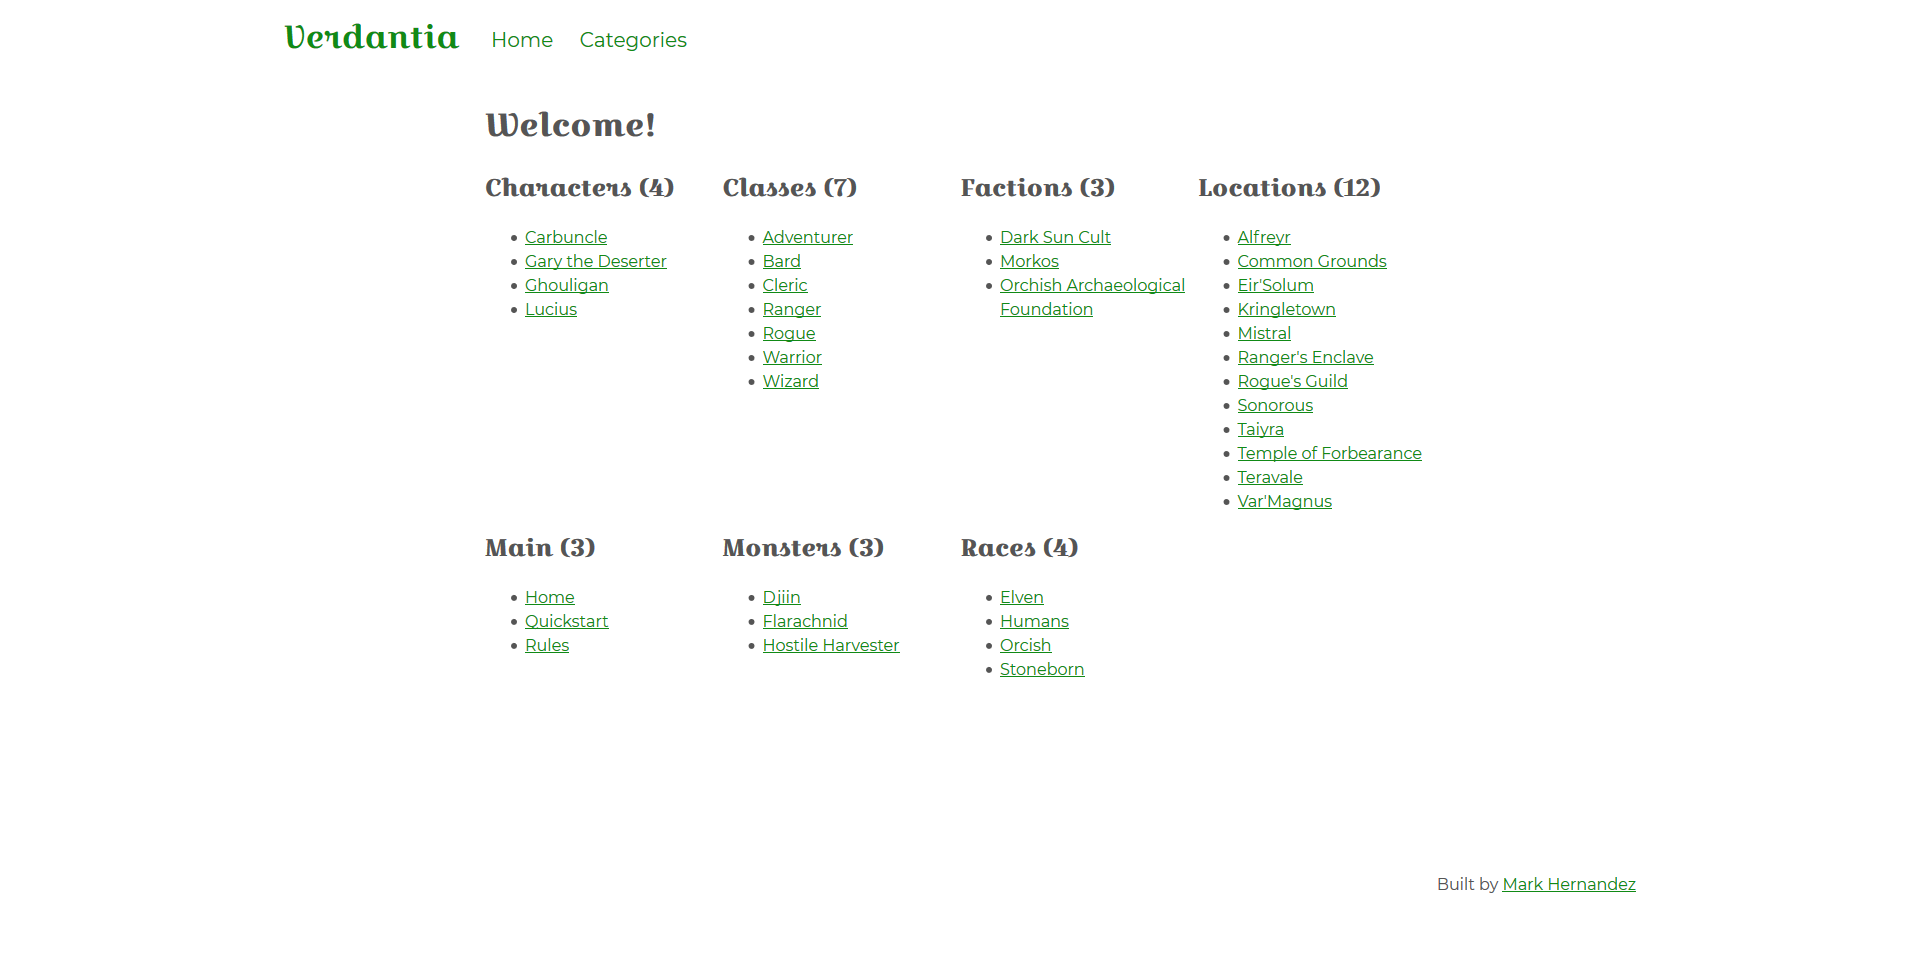 Verdantia Home Categories
Welcome!
Characters (4)
Carbuncle
Gary the Deserter
Ghouligan
Lucius
Classes (7)
Adventurer
Bard
Cleric
Ranger
Rogue
Warrior
Wizard
Factions (3)
Dark Sun Cult
Morkos
Orchish Archaeological
Foundation
Locations (12)
Alfreyr
Common Grounds
Eir'Solum
Kringletown
Mistral
Ranger's Enclave
Rogue's Guild
Sonorous
Taiyra
Temple of Forbearance
Teravale
Var'Magnus
Main (3)
Home
Quickstart
Rules
Monsters (3)
Djiin
Flarachnid
Hostile Harvester
Races (4)
Elven
Humans
Orcish
Stoneborn
Built by Mark Hernandez